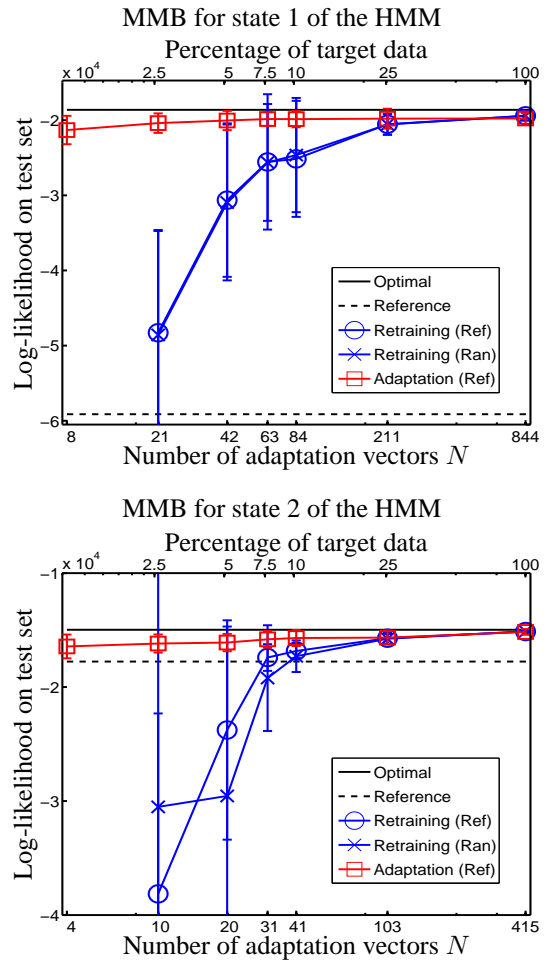 MMB for state 1 of the HMM
Percentage of target data
x 10^4
2.5 5 7.5 10 25 100
Log-likelihood on test set
−2
−3
−4
−5
−6
Optimal
Reference
Retraining (Ref)
Retraining (Ran)
Adaptation (Ref)
8 21 42 63 84 211 844
Number of adaptation vectors N
MMB for state 2 of the HMM
Percentage of target data
x 10^4
2.5 5 7.5 10 25 100
Log-likelihood on test set
−1
−2
−3
−4
Optimal
Reference
Retraining (Ref)
Retraining (Ran)
Adaptation (Ref)
4 10 20 31 41 103 415
Number of adaptation vectors N